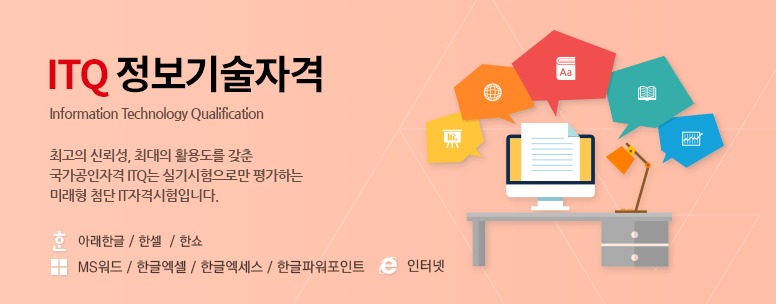 ITQ 정보기술자격
Information Technology Qualification
최고의 신뢰성, 최대의 활용도를 갖춘
국가공인자격 ITQ는 실기시험으로만 평가하는
미래형 첨단 IT자격시험입니다.
Aa
한 아래한글 / 한셀 / 한쇼
MS워드 / 한글엑셀 / 한글엑세스 / 한글파워포인트 e 인터넷